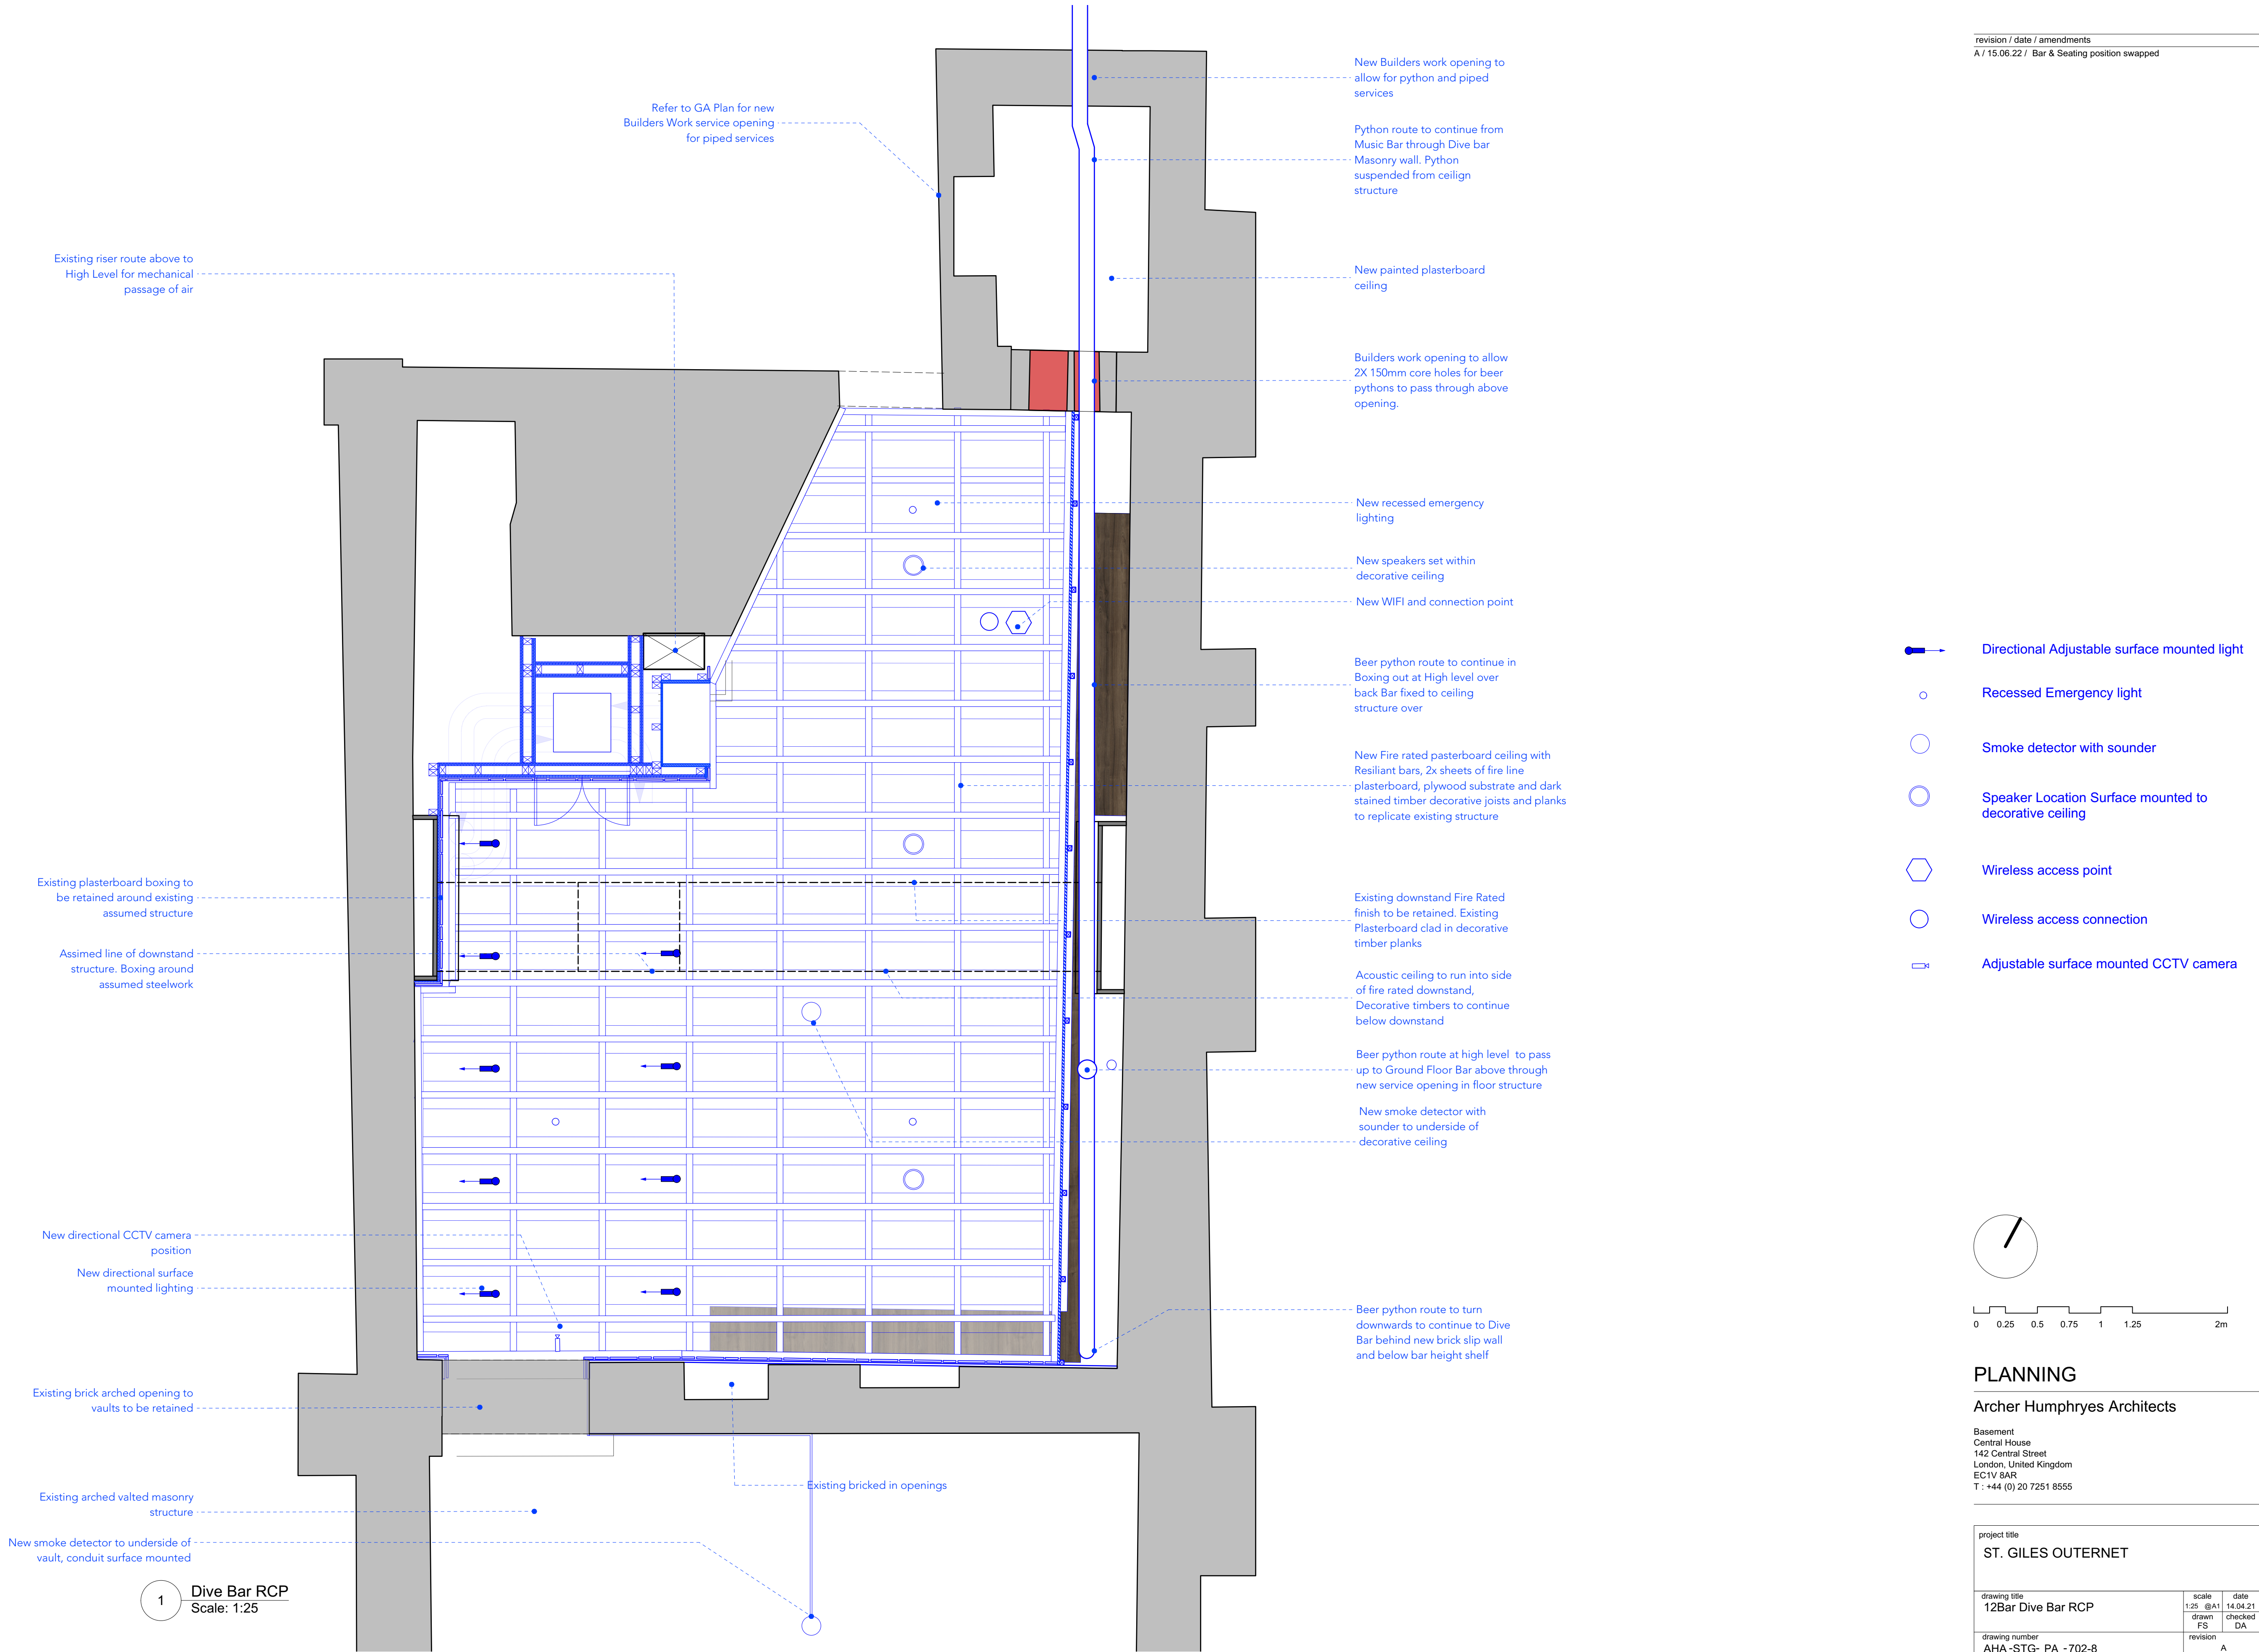 revision / date / amendments
A / 15.06.22 / Bar & Seating position swapped
New Builders work opening to
allow for python and piped
services
Refer to GA Plan for new
Builders Work service opening
for piped services
Python route to continue from
Music Bar through Dive bar
Masonry wall. Python
suspended from ceilign
structure
Existing riser route above to
High Level for mechanical
passage of air
New painted plasterboard
ceiling
Builders work opening to allow
2X 150mm core holes for beer
pythons to pass through above
opening.
New recessed emergency
lighting
New speakers set within
decorative ceiling
New WIFI and connection point
Beer python route to continue in
Boxing out at High level over
back Bar fixed to ceiling
structure over
New Fire rated pasterboard ceiling with
Resiliant bars, 2x sheets of fire line
plasterboard, plywood substrate and dark
stained timber decorative joists and planks
to replicate existing structure
Existing plasterboard boxing to
be retained around existing
assumed structure
Existing downstand Fire Rated
finish to be retained. Existing
Plasterboard clad in decorative
timber planks
Assimed line of downstand
structure. Boxing around
assumed steelwork
Acoustic ceiling to run into side
of fire rated downstand,
Decorative timbers to continue
below downstand
Beer python route at high level to pass
up to Ground Floor Bar above through
new service opening in floor structure
New smoke detector with
sounder to underside of
decorative ceiling
New directional CCTV camera
position
New directional surface
mounted lighting
Beer python route to turn
downwards to continue to Dive
Bar behind new brick slip wall
and below bar height shelf
Existing brick arched opening to
vaults to be retained
Existing bricked in openings
Existing arched valted masonry
structure
New smoke detector to underside of
vault, conduit surface mounted
1
Dive Bar RCP
Scale: 1:25
Directional Adjustable surface mounted light
Recessed Emergency light
Smoke detector with sounder
Speaker Location Surface mounted to
decorative ceiling
Wireless access point
Wireless access connection
Adjustable surface mounted CCTV camera
0 0.25 0.5 0.75 1 1.25 2m
PLANNING
Archer Humphryes Architects
Basement
Central House
142 Central Street
London, United Kingdom
EC1V 8AR
T : +44 (0) 20 7251 8555
project title
ST. GILES OUTERNET
drawing title
12Bar Dive Bar RCP
scale date
1:25 @A1 14.04.21
drawn checked
FS DA
drawing number
AHA -STG- PA -702-8
revision
A